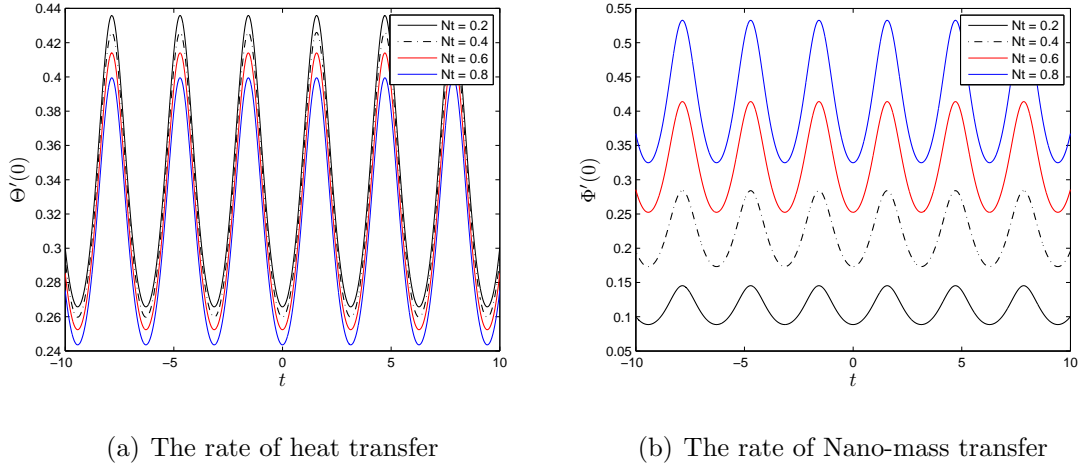 0.44
0.42
0.4
0.38
0.36
0.34
0.32
0.3
0.28
0.26
0.24
Θ′(0)
−10
−5
0
5
10
t
Nt = 0.2
Nt = 0.4
Nt = 0.6
Nt = 0.8
(a) The rate of heat transfer
0.55
0.5
0.45
0.4
0.35
0.3
0.25
0.2
0.15
0.1
0.05
Φ′(0)
−10
−5
0
5
10
t
Nt = 0.2
Nt = 0.4
Nt = 0.6
Nt = 0.8
(b) The rate of Nano-mass transfer